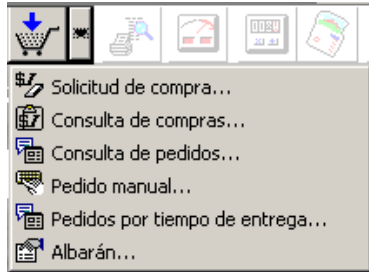 Solicitud de compra...
Consulta de compras...
Consulta de pedidos...
Pedido manual...
Pedidos por tiempo de entrega...
Albarán...